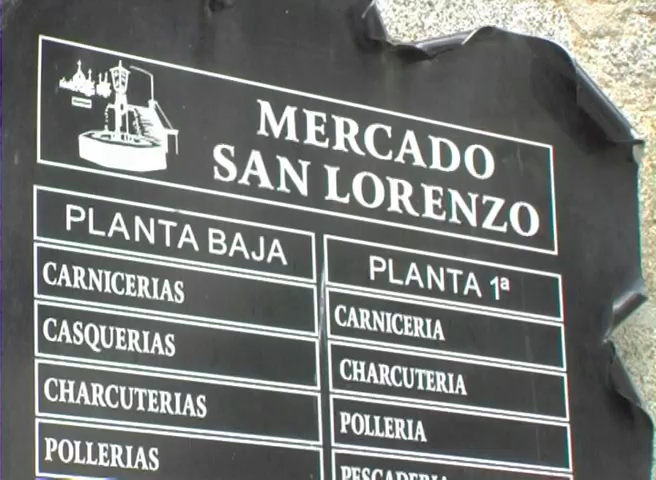 MERCADO
SAN LORENZO
PLANTA BAJA
CARNICERIAS
CASQUERIAS
CHARCUTERIAS
POLLERIAS
PLANTA 1ª
CARNICERIA
CHARCUTERIA
POLLERIA